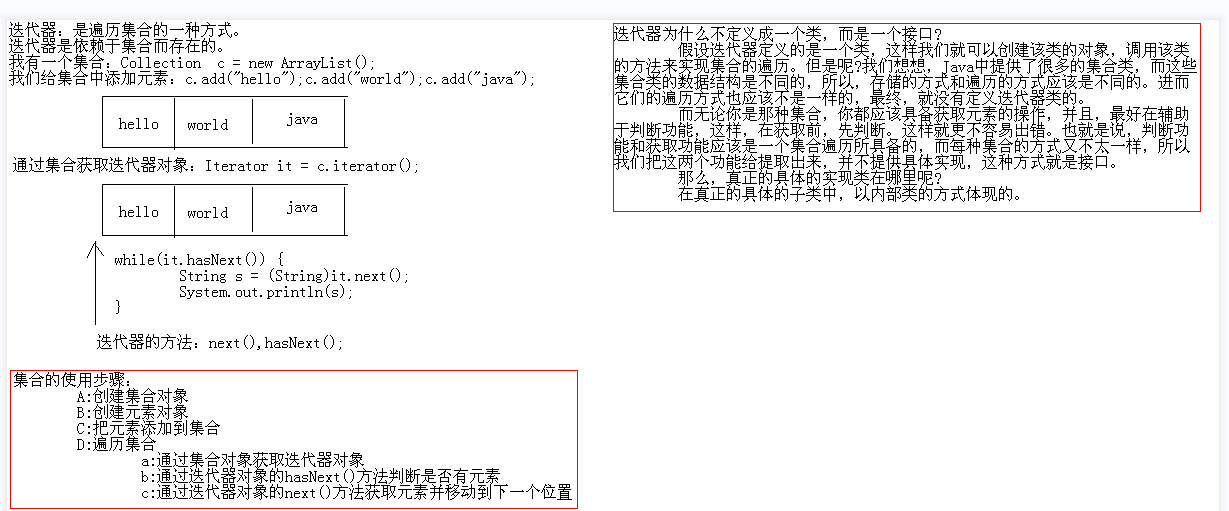 迭代器：是遍历集合的一种方式。
迭代器是依赖于集合而存在的。
我有一个集合：Collection c = new ArrayList();
我们给集合中添加元素：c.add("hello");c.add("world");c.add("java");
hello world java
通过集合获取迭代器对象：Iterator it = c.iterator();
hello world java
while(it.hasNext()) {
String s = (String)it.next();
System.out.println(s);
}
迭代器的方法：next(),hasNext();
集合的使用步骤：
A:创建集合对象
B:创建元素对象
C:把元素添加到集合
D:遍历集合
a:通过集合对象获取迭代器对象
b:通过迭代器对象的hasNext()方法判断是否有元素
c:通过迭代器对象的next()方法获取元素并移动到下一个位置
迭代器为什么不定义成一个类，而是一个接口?
假设迭代器定义的是一个类，这样我们就可以创建该类的对象，调用该类
的方法来实现集合的遍历。但是呢?我们想想，Java中提供了很多的集合类，而这些
集合类的数据结构是不同的，所以，存储的方式和遍历的方式应该是不同的。进而
它们的遍历方式也应该不是一样的，最终，就没有定义迭代器类的。
而无论你是那种集合，你都应该具备获取元素的操作，并且，最好在辅助
于判断功能，这样，在获取前，先判断。这样就更不容易出错。也就是说，判断功
能和获取功能应该是一个集合遍历所具备的，而每种集合的方式又不太一样，所以
我们把这两个功能给提取出来，并不提供具体实现，这种方式就是接口。
那么，真正的具体的实现类在哪里呢?
在真正的具体的子类中，以内部类的方式体现的。